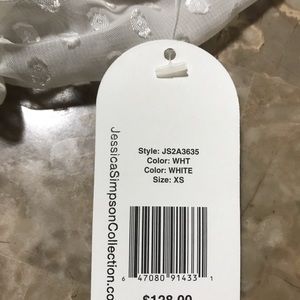 Style: JS2A3635
Color: WHT
Color: WHITE
Size: XS
6 47080 91433 1
$128.00
JessicaSimpsonCollection.co